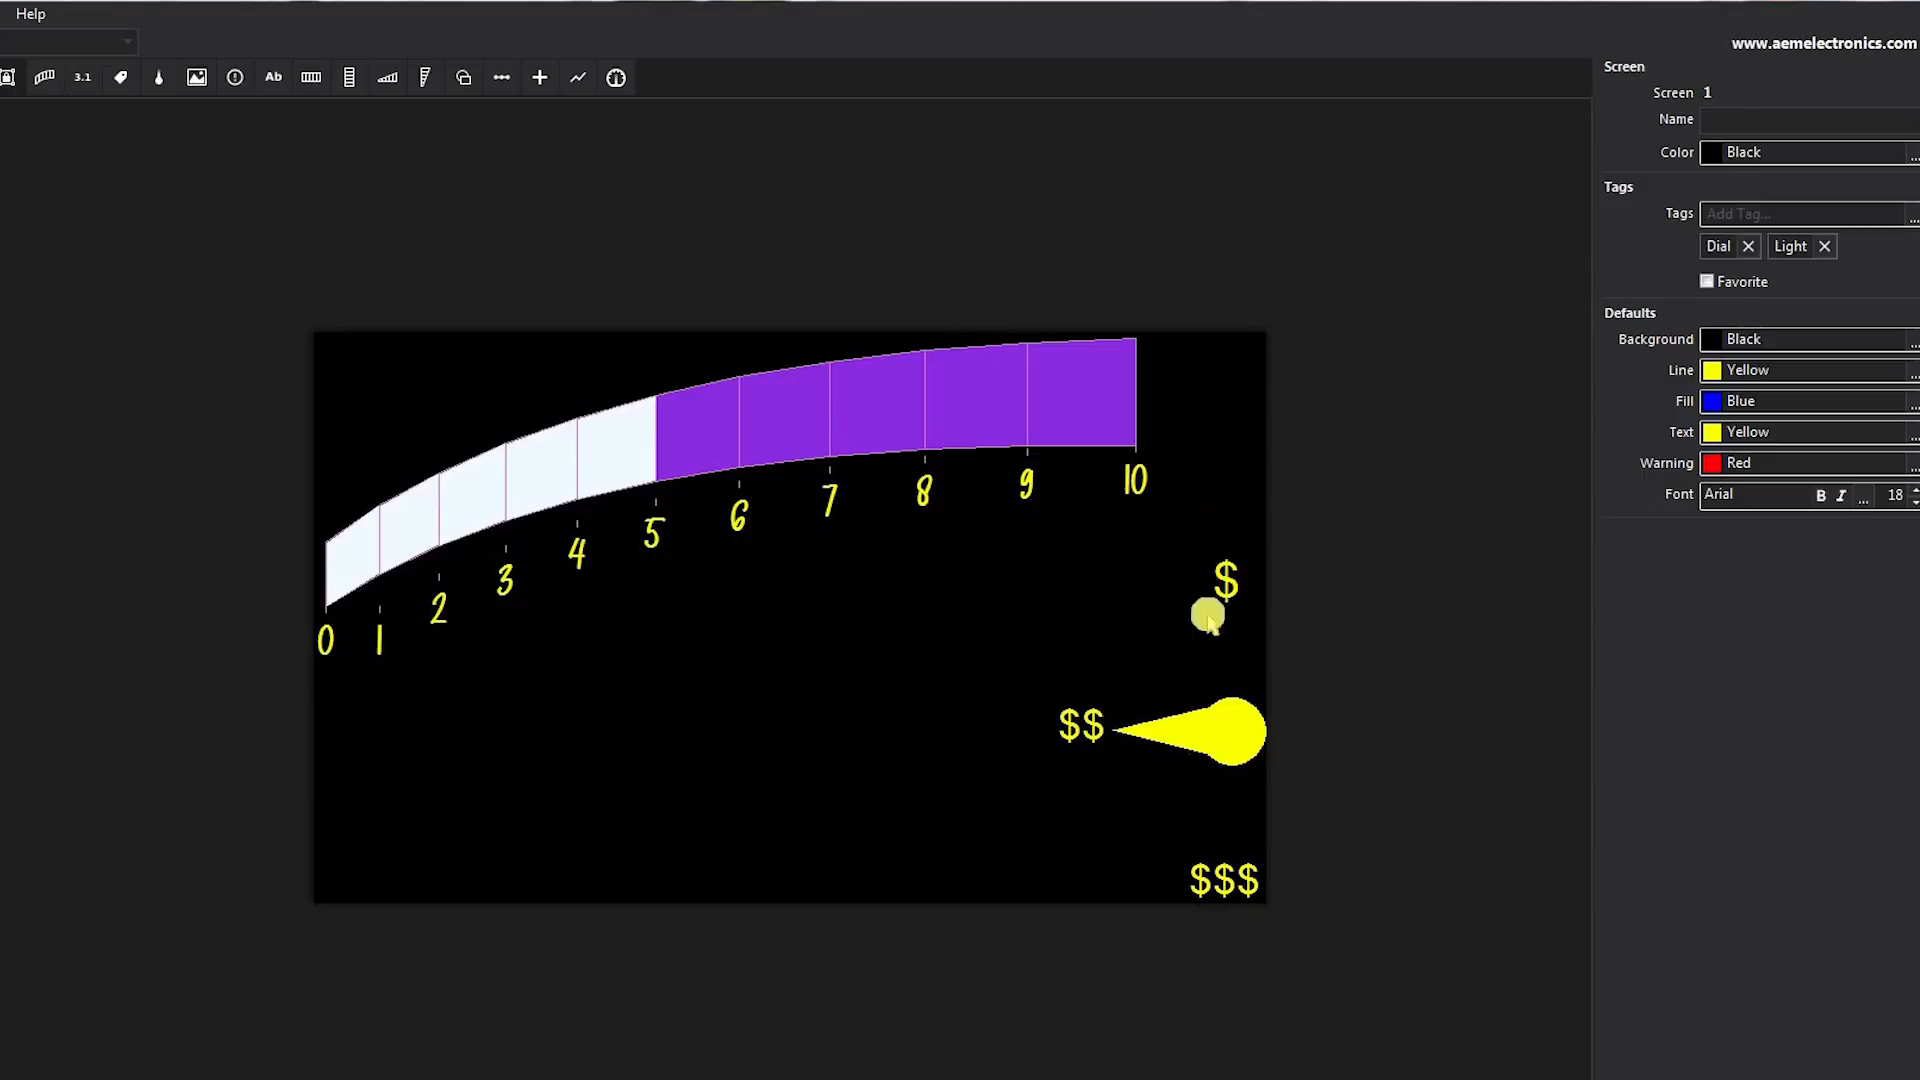 Help
www.aemelectronics.com
3.1
Ab
Screen
Screen 1
Name
Color Black ...
Tags
Tags Add Tag... ...
Dial Light
Favorite
Defaults
Background Black ...
Line Yellow ...
Fill Blue ...
Text Yellow ...
Warning Red ...
Font Arial B I ... 18
10
9
8
7
6
5
4
3
2
1
0
$
$$
$$$